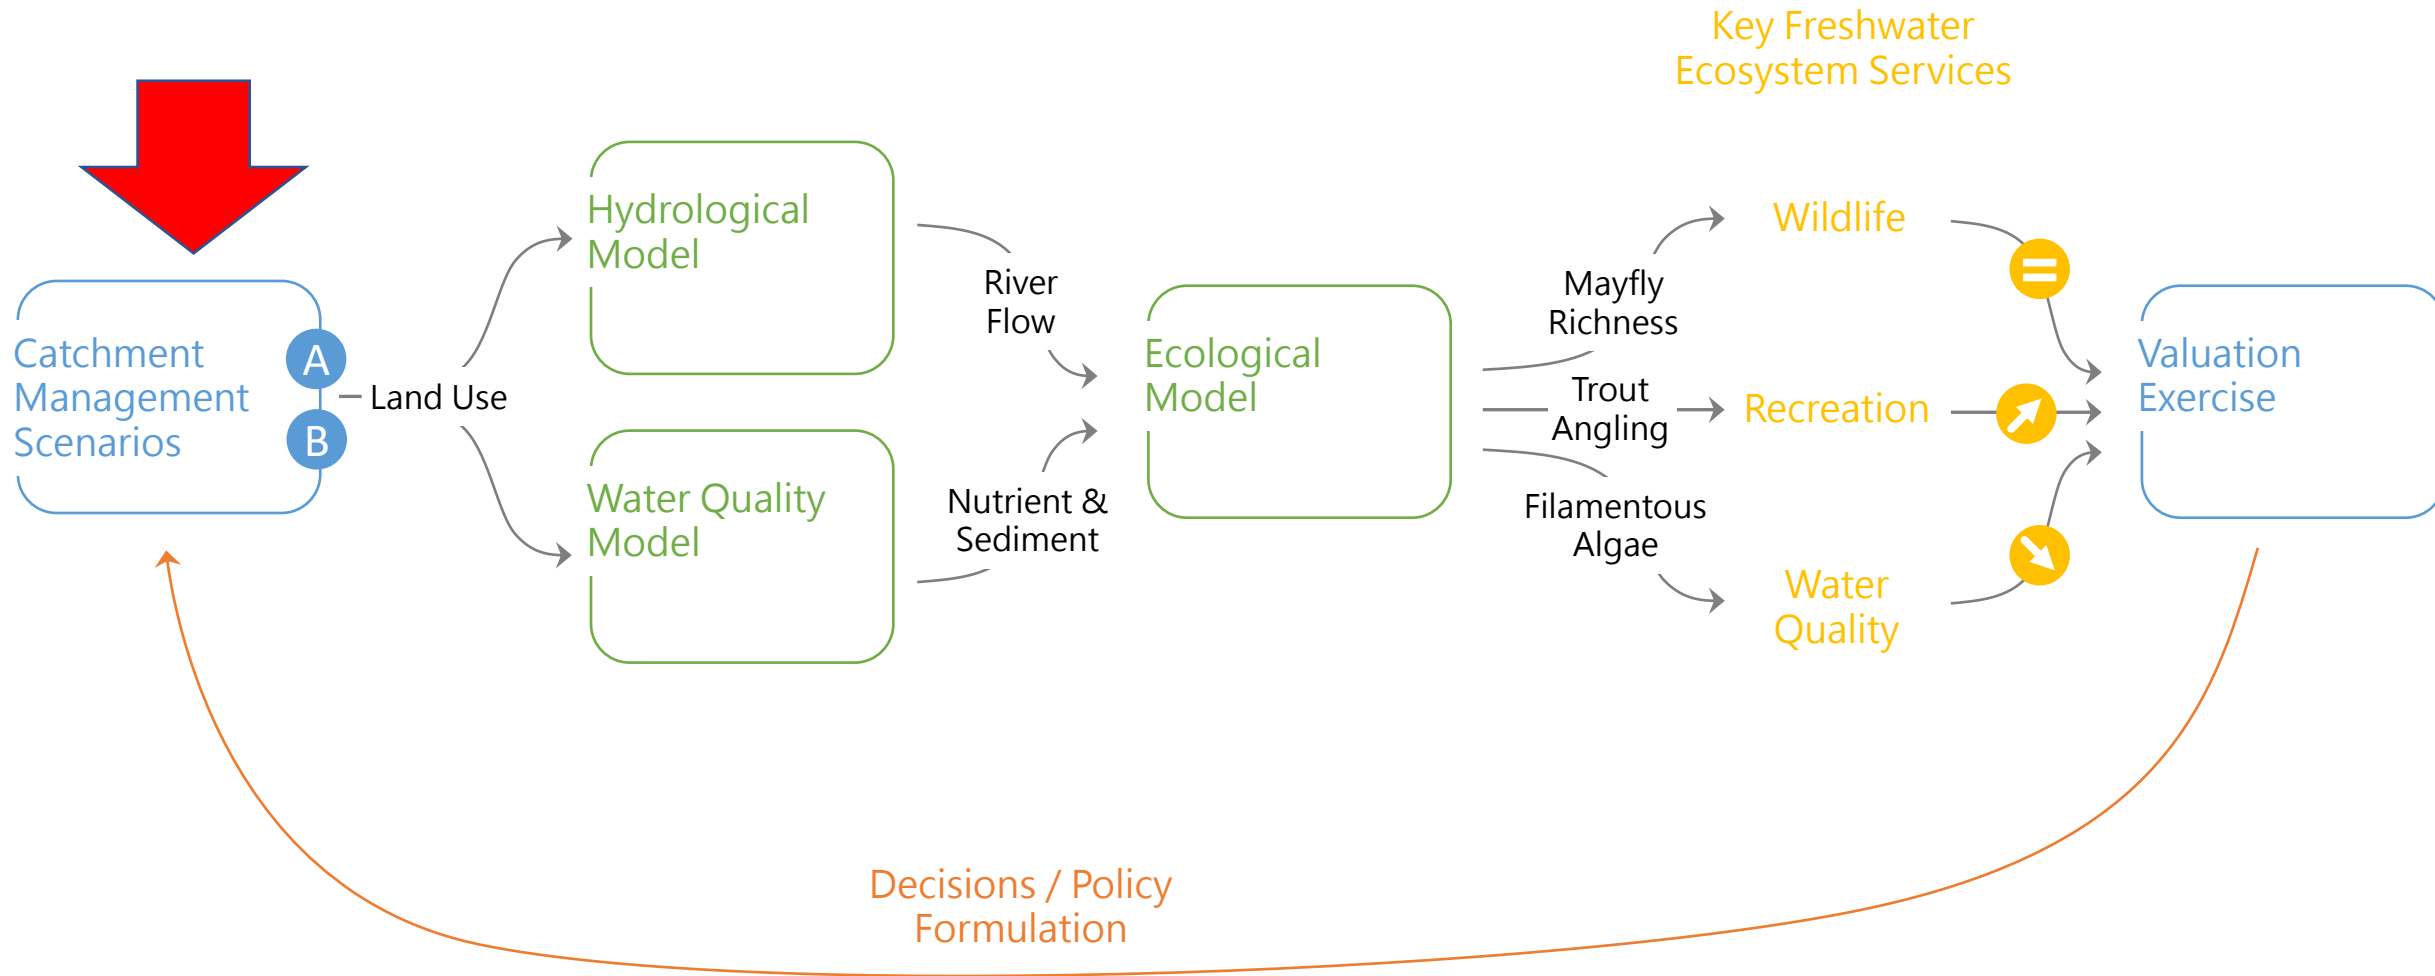 Key Freshwater
Ecosystem Services
Catchment
Management
Scenarios
A
B
Land Use
Hydrological
Model
Water Quality
Model
River
Flow
Nutrient &
Sediment
Ecological
Model
Mayfly
Richness
Trout
Angling
Filamentous
Algae
Wildlife
Recreation
Water
Quality
Valuation
Exercise
Decisions / Policy
Formulation